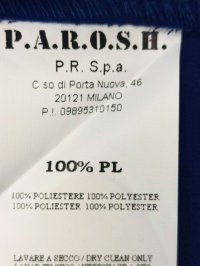 P.A.R.O.S.H.
P.R. S.p.a.
C.so di Porta Nuova, 46
20121 MILANO
P.I. 09895310150
100% PL
100% POLIESTERE 100% POLYESTER
100% POLIESTER 100% POLYESTER
LAVARE A SECCO / DRY CLEAN ONLY